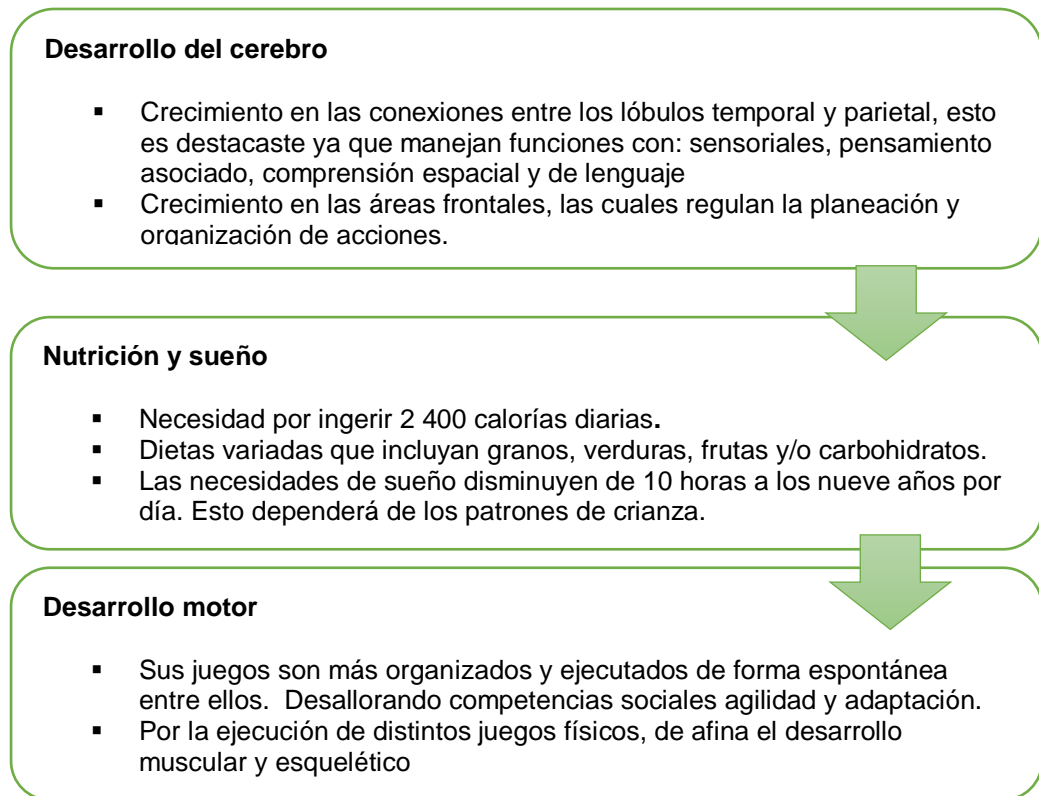 Desarrollo del cerebro
▪ Crecimiento en las conexiones entre los lóbulos temporal y parietal, esto
es destacaste ya que manejan funciones con: sensoriales, pensamiento
asociado, comprensión espacial y de lenguaje
▪ Crecimiento en las áreas frontales, las cuales regulan la planeación y
organización de acciones.
Nutrición y sueño
▪ Necesidad por ingerir 2 400 calorías diarias.
▪ Dietas variadas que incluyan granos, verduras, frutas y/o carbohidratos.
▪ Las necesidades de sueño disminuyen de 10 horas a los nueve años por
día. Esto dependerá de los patrones de crianza.
Desarrollo motor
▪ Sus juegos son más organizados y ejecutados de forma espontánea
entre ellos. Desallorando competencias sociales agilidad y adaptación.
▪ Por la ejecución de distintos juegos físicos, de afina el desarrollo
muscular y esquelético